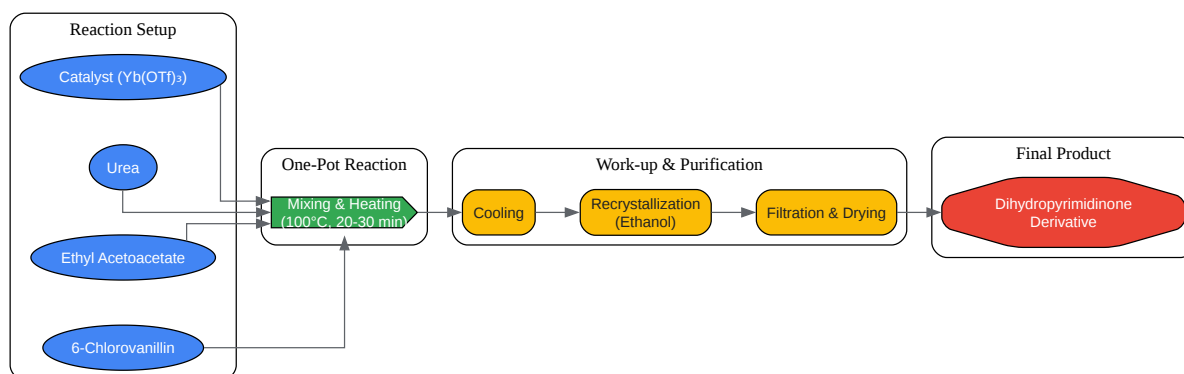 Reaction Setup
Catalyst (Yb(OTf)₃)
Urea
Ethyl Acetoacetate
6-Chlorovanillin
One-Pot Reaction
Mixing & Heating
(100°C, 20-30 min)
Work-up & Purification
Cooling
Recrystallization
(Ethanol)
Filtration & Drying
Final Product
Dihydropyrimidinone
Derivative